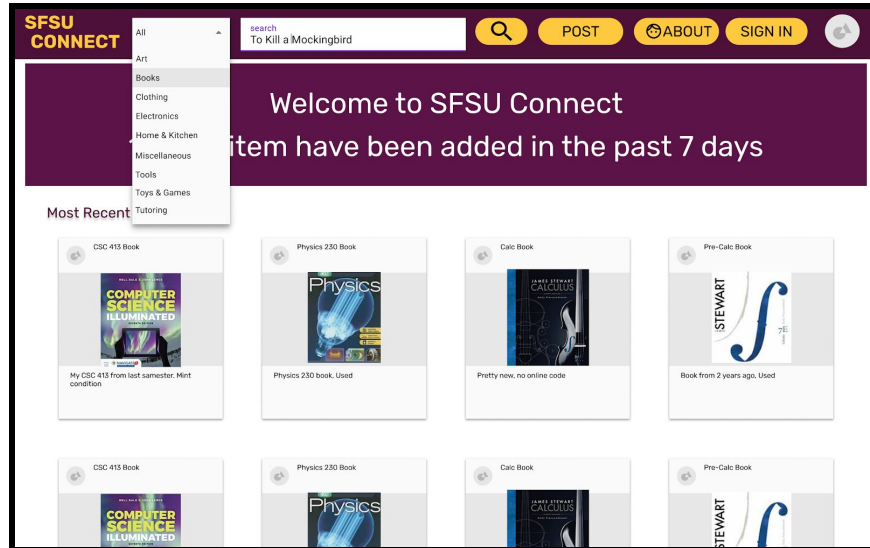 SFSU
CONNECT
All
search
To Kill a Mockingbird
POST
ABOUT
SIGN IN
Art
Books
Clothing
Electronics
Home & Kitchen
Miscellaneous
Tools
Toys & Games
Tutoring
Welcome to SFSU Connect
item have been added in the past 7 days
Most Recent
CSC 413 Book
COMPUTER
SCIENCE
ILLUMINATED
My CSC 413 from last samester. Mint
condition
Physics 230 Book
Physics
Physics 230 book, Used
Calc Book
JAMES STEWART
CALCULUS
Pretty new, no online code
Pre-Calc Book
STEWART
7E
Book from 2 years ago, Used
CSC 413 Book
COMPUTER
SCIENCE
ILLUMINATED
Physics 230 Book
Physics
Calc Book
JAMES STEWART
CALCULUS
Pre-Calc Book